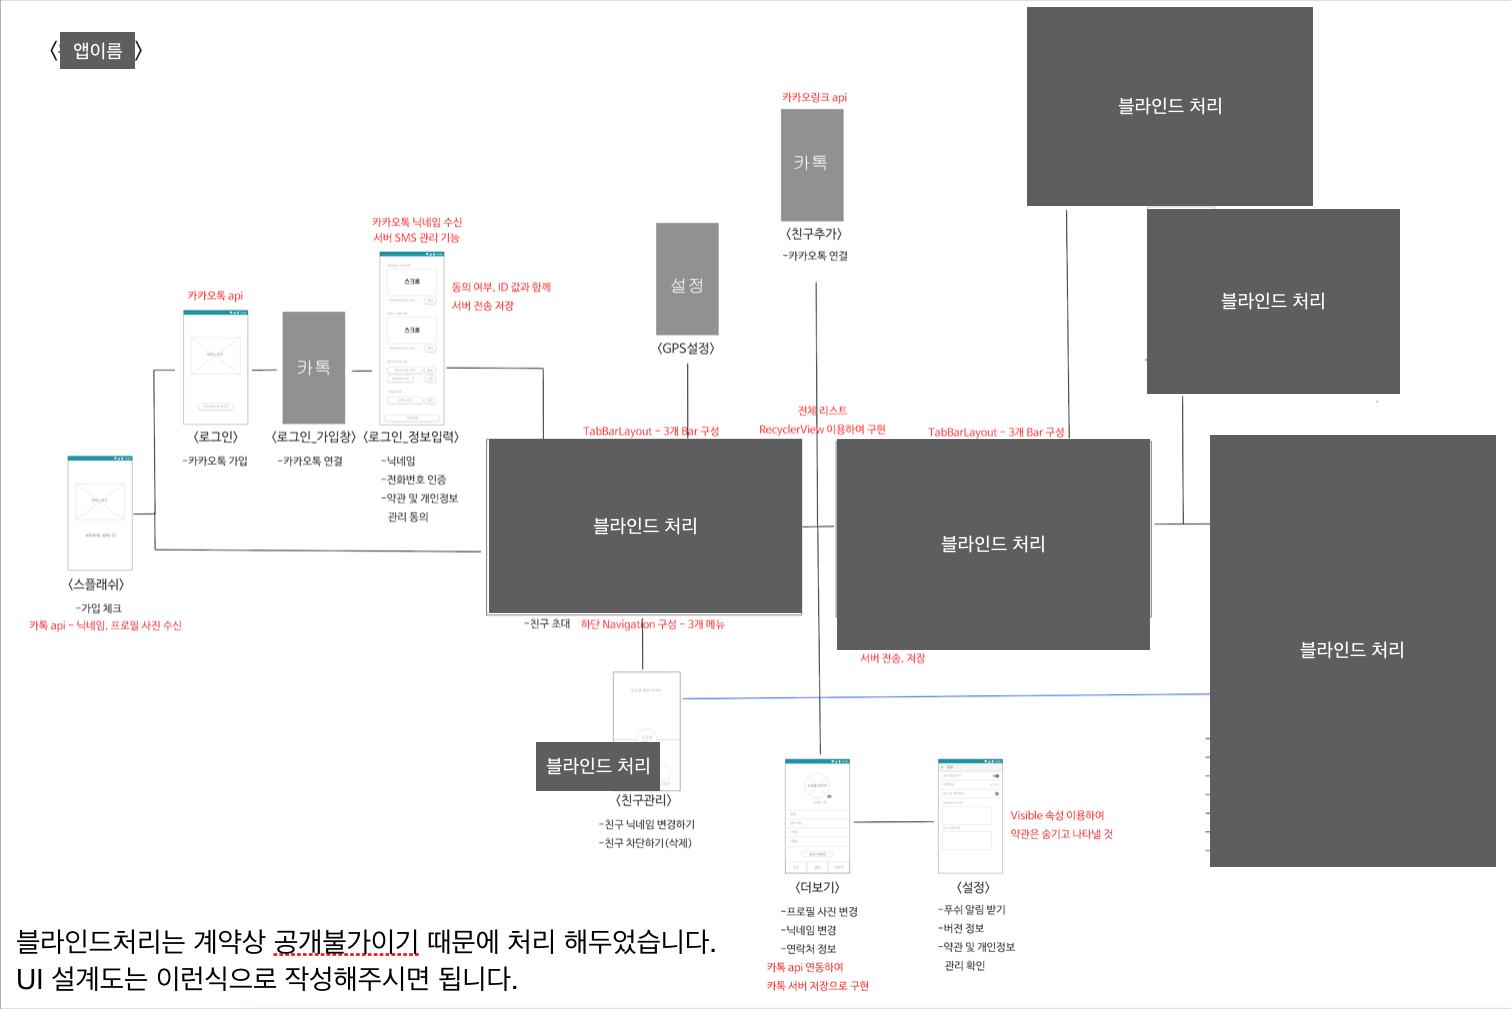 〈앱이름〉
블라인드 처리
카카오링크 api
카톡
〈친구추가〉
-카카오톡 연결
블라인드 처리
카카오톡 닉네임 수신
서버 SMS 관리 기능
스크롤
스크롤
동의 여부, ID 값과 함께
서버 전송 저장
설정
〈GPS설정〉
카카오톡 api
카톡
〈로그인〉
-카카오톡 가입
〈로그인_가입창〉
-카카오톡 연결
〈로그인_정보입력〉
-닉네임
-전화번호 인증
-약관 및 개인정보
관리 동의
where are U
〈스플래쉬〉
-가입 체크
카톡 api - 닉네임, 프로필 사진 수신
TabBarLayout - 3개 Bar 구성
블라인드 처리
-친구 초대
하단 Navigation 구성 - 3개 메뉴
전체 리스트
RecyclerView 이용하여 구현
TabBarLayout - 3개 Bar 구성
블라인드 처리
서버 전송, 저장
블라인드 처리
블라인드 처리
〈친구관리〉
-친구 닉네임 변경하기
-친구 차단하기(삭제)
〈더보기〉
-프로필 사진 변경
-닉네임 변경
-연락처 정보
카톡 api 연동하여
카톡 서버 저장으로 구현
Visible 속성 이용하여
약관은 숨기고 나타낼 것
〈설정〉
-푸쉬 알림 받기
-버젼 정보
-약관 및 개인정보
관리 확인
블라인드처리는 계약상 공개불가이기 때문에 처리 해두었습니다.
UI 설계도는 이런식으로 작성해주시면 됩니다.